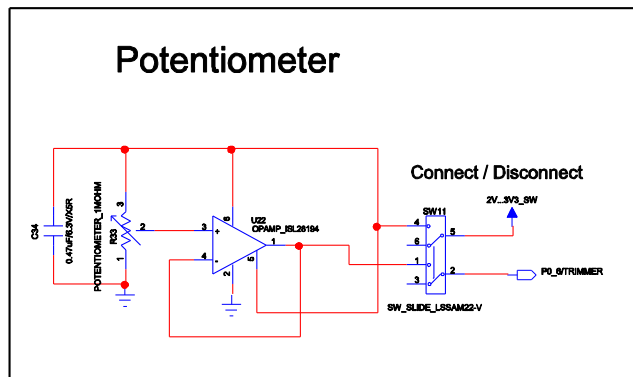 Potentiometer
Connect / Disconnect
C34
0.47uF/6.3V/X5R
POTENTIOMETER_1MOHM
R33
3
2
1
U22
OPAMP_ISL28194
3
+
4
-
6
1
5
2
SW11
4
6
1
3
5
2
2V...3V3_SW
P0_6/TRIMMER
SW_SLIDE_LSSAM22-V